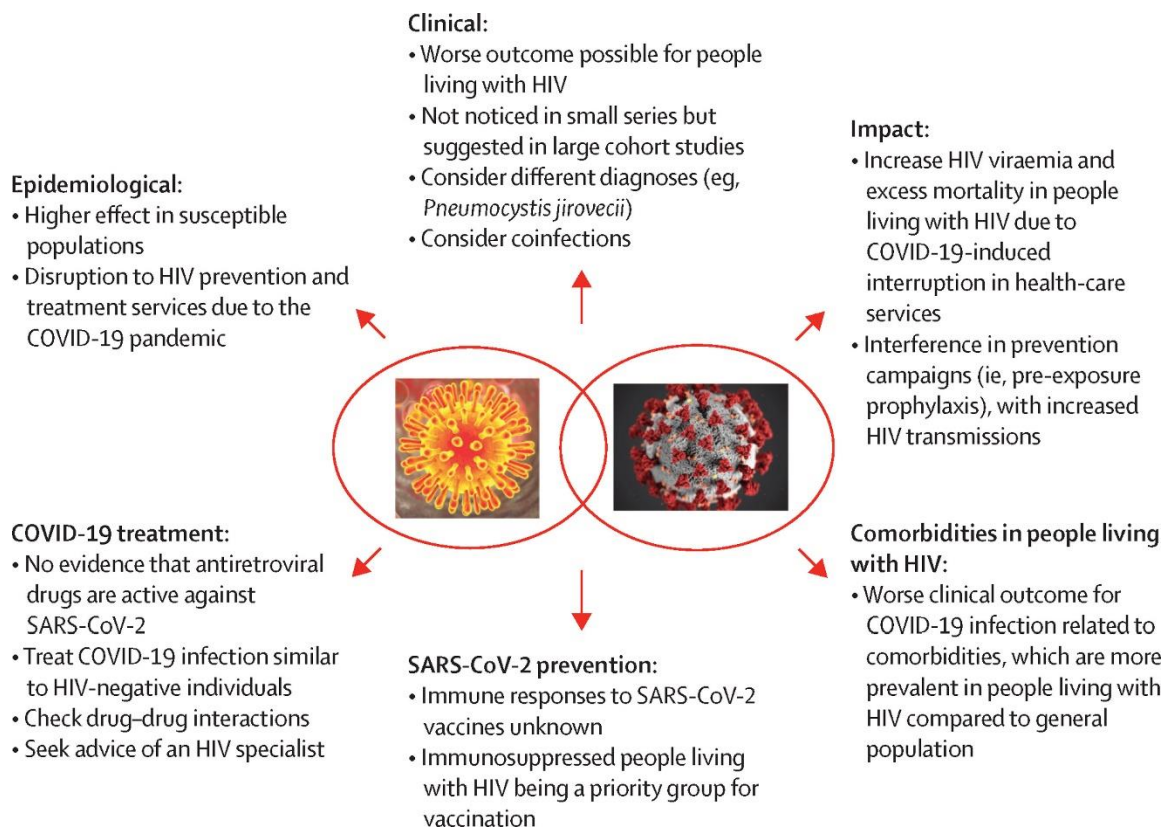 Clinical:
• Worse outcome possible for people
living with HIV
• Not noticed in small series but
suggested in large cohort studies
• Consider different diagnoses (eg,
Pneumocystis jirovecii)
• Consider coinfections
Epidemiological:
• Higher effect in susceptible
populations
• Disruption to HIV prevention and
treatment services due to the
COVID-19 pandemic
Impact:
• Increase HIV viraemia and
excess mortality in people
living with HIV due to
COVID-19-induced
interruption in health-care
services
• Interference in prevention
campaigns (ie, pre-exposure
prophylaxis), with increased
HIV transmissions
COVID-19 treatment:
• No evidence that antiretroviral
drugs are active against
SARS-CoV-2
• Treat COVID-19 infection similar
to HIV-negative individuals
• Check drug–drug interactions
• Seek advice of an HIV specialist
SARS-CoV-2 prevention:
• Immune responses to SARS-CoV-2
vaccines unknown
• Immunosuppressed people living
with HIV being a priority group for
vaccination
Comorbidities in people living
with HIV:
• Worse clinical outcome for
COVID-19 infection related to
comorbidities, which are more
prevalent in people living with
HIV compared to general
population